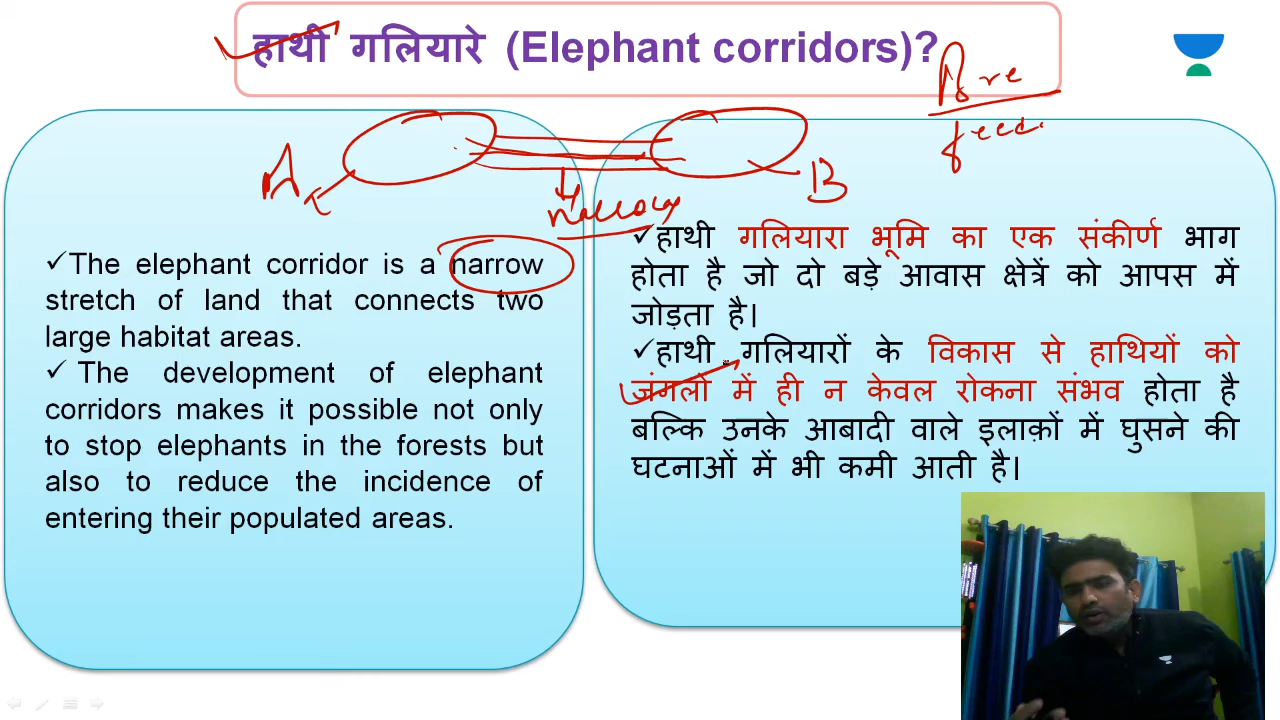 हाथी गलियारे (Elephant corridors)?
Bre
feed
A
B
narrow
✓The elephant corridor is a narrow
stretch of land that connects two
large habitat areas.
✓ The development of elephant
corridors makes it possible not only
to stop elephants in the forests but
also to reduce the incidence of
entering their populated areas.
✓हाथी गलियारा भूमि का एक संकीर्ण भाग
होता है जो दो बड़े आवास क्षेत्रें को आपस में
जोड़ता है।
✓हाथी गलियारों के विकास से हाथियों को
जंगलों में ही न केवल रोकना संभव होता है
बल्कि उनके आबादी वाले इलाक़ों में घुसने की
घटनाओं में भी कमी आती है।